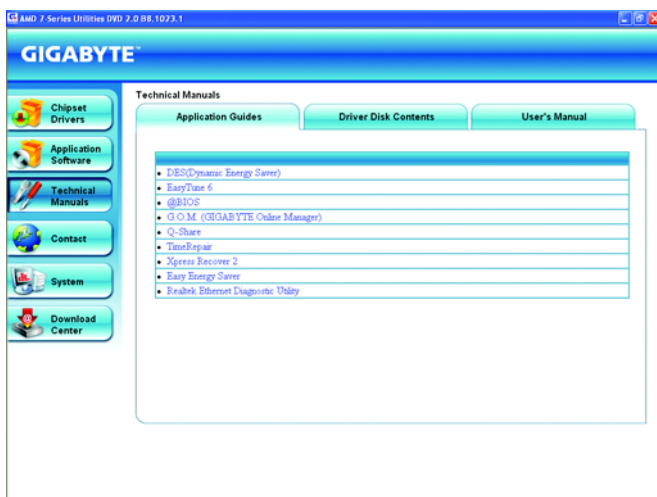 AMD 7-Series Utilities DVD 2.0 B8.1023.1
GIGABYTE™
Technical Manuals
Application Guides
Driver Disk Contents
User's Manual
Chipset
Drivers
Application
Software
Technical
Manuals
Contact
System
Download
Center
• DES(Dynamic Energy Saver)
• EasyTune 6
• @BIOS
• G.O.M. (GIGABYTE Online Manager)
• Q-Share
• TimeRepair
• Xpress Recover 2
• Easy Energy Saver
• Realtek Ethernet Diagnostic Utility